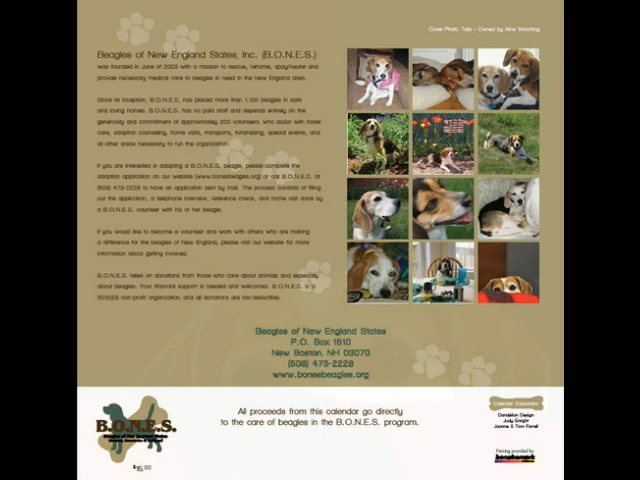 Cover Photo: Talia - Owned by Aline Winsching
Beagles of New England States, Inc. (B.O.N.E.S.)
was founded in June of 2003 with a mission to rescue, rehome, spay/neuter and
provide necessary medical care to beagles in need in the New England area.
Since its inception, B.O.N.E.S. has placed more than 1,100 beagles in safe
and loving homes. B.O.N.E.S. has no paid staff and depends entirely on the
generosity and commitment of approximately 200 volunteers, who assist with foster
care, adoption counseling, home visits, transports, fundraising, special events, and
all other areas necessary to run the organization.
If you are interested in adopting a B.O.N.E.S. beagle, please complete the
adoption application on our website (www.bonesbeagles.org) or call B.O.N.E.S. at
(508) 473-2228 to have an application sent by mail. The process consists of filling
out the application, a telephone interview, reference check, and home visit done by
a B.O.N.E.S. volunteer with his or her beagle.
If you would like to become a volunteer and work with others who are making
a difference for the beagles of New England, please visit our website for more
information about getting involved.
B.O.N.E.S. relies on donations from those who care about animals and especially
about beagles. Your financial support is needed and welcomed. B.O.N.E.S. is a
501(c)(3) non-profit organization, and all donations are tax-deductible.
Beagles of New England States
P.O. Box 1610
New Boston, NH 03070
(508) 473-2228
www.bonesbeagles.org
B.O.N.E.S.
Beagles of New England States
All proceeds from this calendar go directly
to the care of beagles in the B.O.N.E.S. program.
$15.00
Calendar Supporters
Dandelion Design
Judy Enright
Joanne & Tom Farrell
Printing provided by